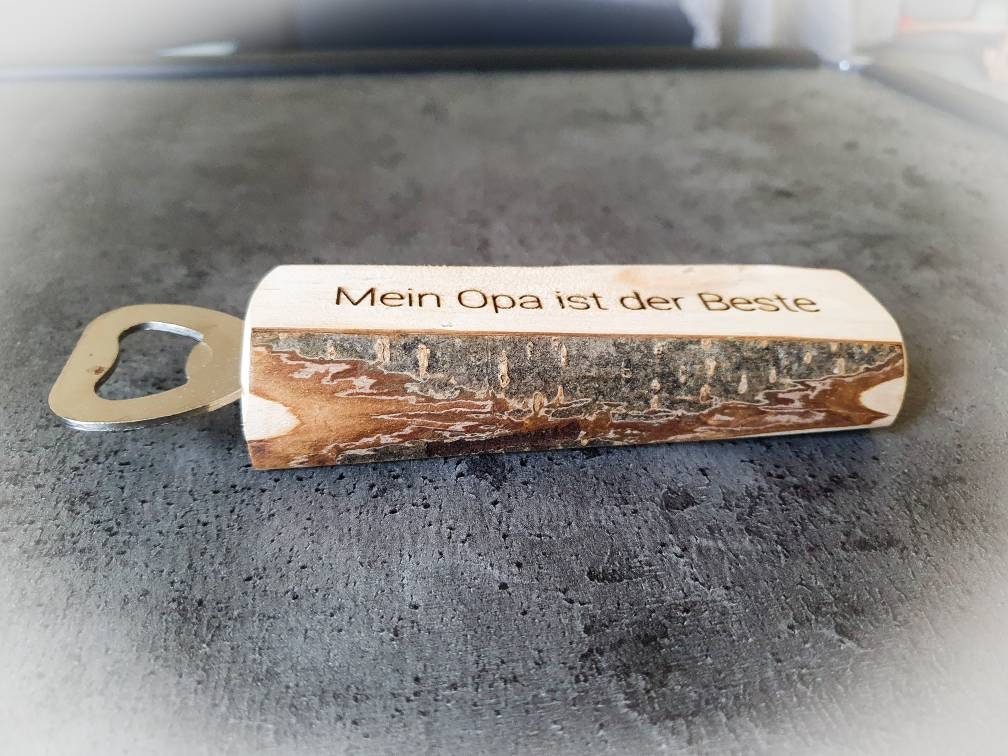 Mein Opa ist der Beste